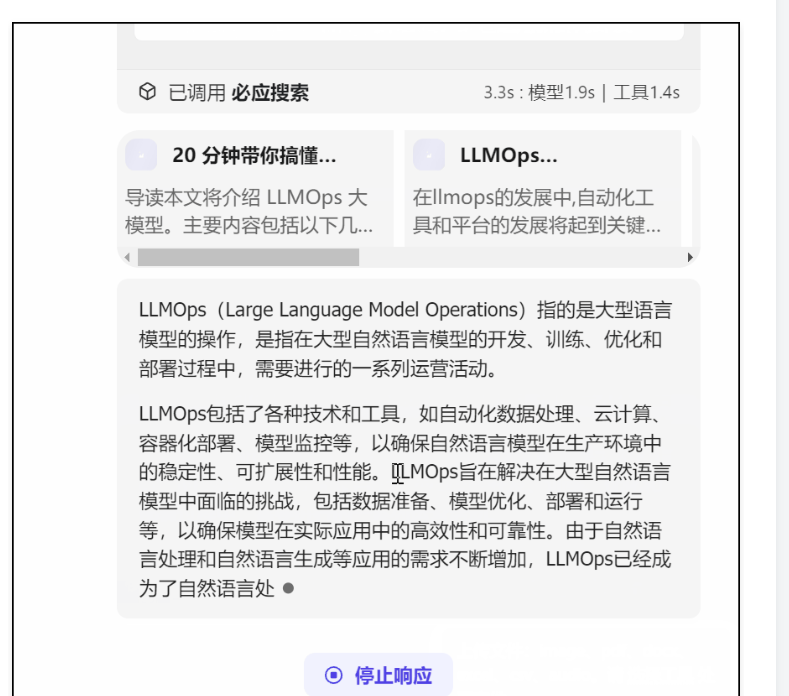 已调用 必应搜索
3.3s : 模型1.9s | 工具1.4s
20 分钟带你搞懂...
导读本文将介绍 LLMOps 大
模型。主要内容包括以下几...
LLMOps...
在llmops的发展中,自动化工
具和平台的发展将起到关键...
LLMOps（Large Language Model Operations）指的是大型语言
模型的操作，是指在大型自然语言模型的开发、训练、优化和
部署过程中，需要进行的一系列运营活动。
LLMOps包括了各种技术和工具，如自动化数据处理、云计算、
容器化部署、模型监控等，以确保自然语言模型在生产环境中
的稳定性、可扩展性和性能。LLMOps旨在解决在大型自然语言
模型中面临的挑战，包括数据准备、模型优化、部署和运行
等，以确保模型在实际应用中的高效性和可靠性。由于自然语
言处理和自然语言生成等应用的需求不断增加，LLMOps已经成
为了自然语言处
停止响应